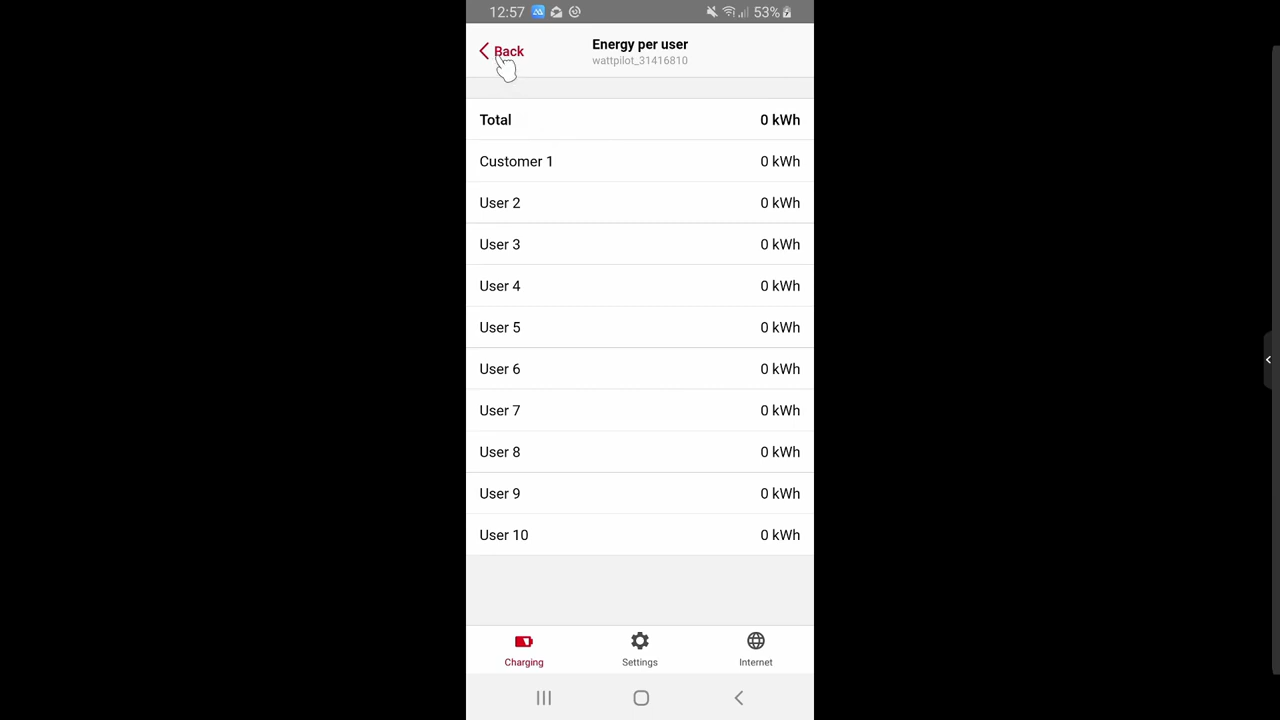 12:57 53%
Back
Energy per user
wattpilot_31416810
Total 0 kWh
Customer 1 0 kWh
User 2 0 kWh
User 3 0 kWh
User 4 0 kWh
User 5 0 kWh
User 6 0 kWh
User 7 0 kWh
User 8 0 kWh
User 9 0 kWh
User 10 0 kWh
Charging Settings Internet